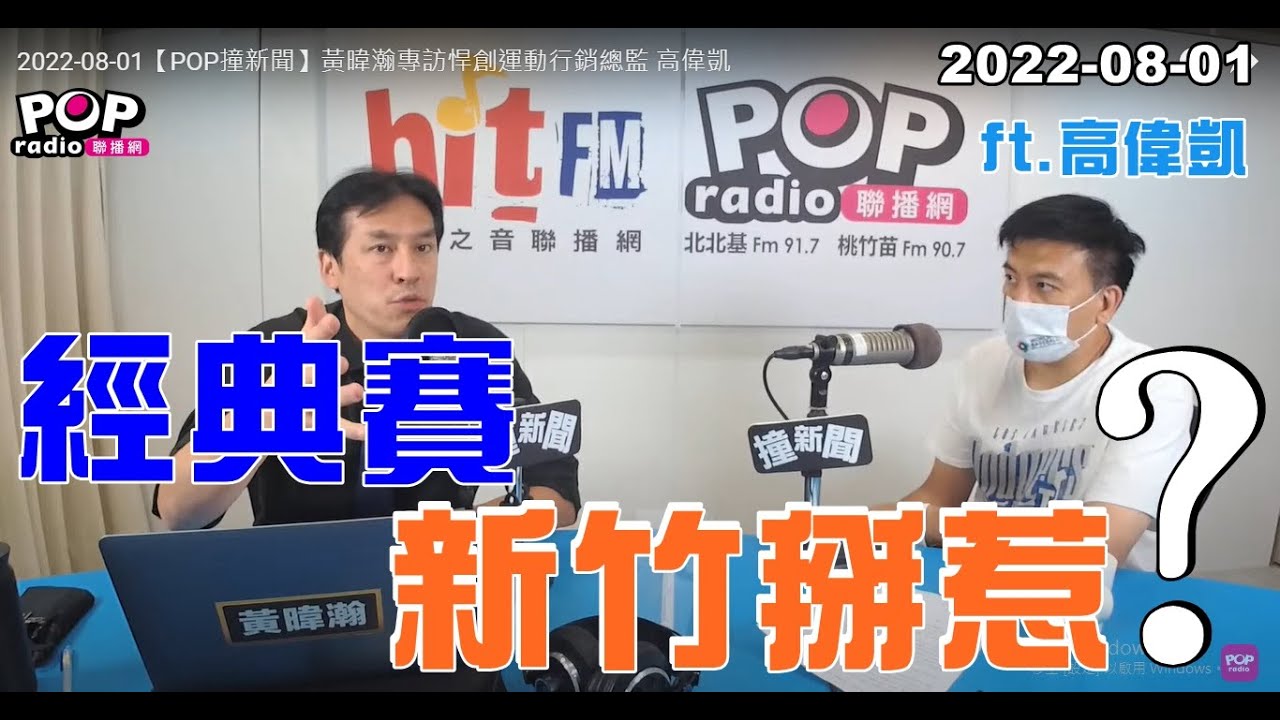 2022-08-01【POP撞新聞】黃暐瀚專訪悍創運動行銷總監 高偉凱
2022-08-01
POP
radio 聯播網
ft.高偉凱
hit FM
之音聯播網
POP
radio 聯播網
北北基 Fm 91.7 桃竹苗 Fm 90.7
經典賽
新聞
撞新聞
新竹掰惹?
黃暐瀚
以啟用 Windows。
POP
radio